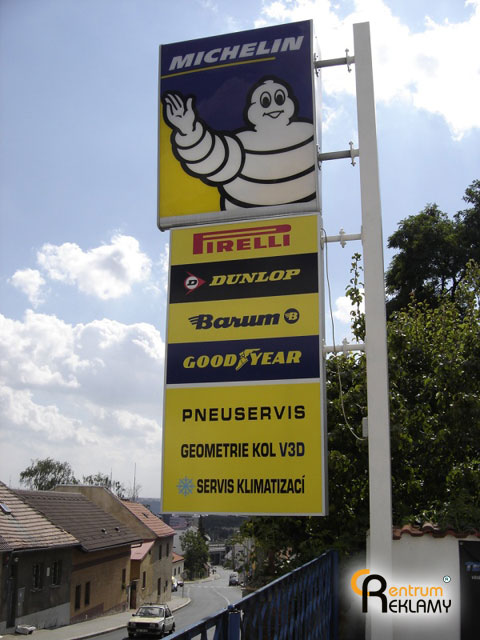 MICHELIN
PIRELLI
D DUNLOP
Barum B
GOODYEAR
PNEUSERVIS
GEOMETRIE KOL V3D
SERVIS KLIMATIZACÍ
Centrum
REKLAMY